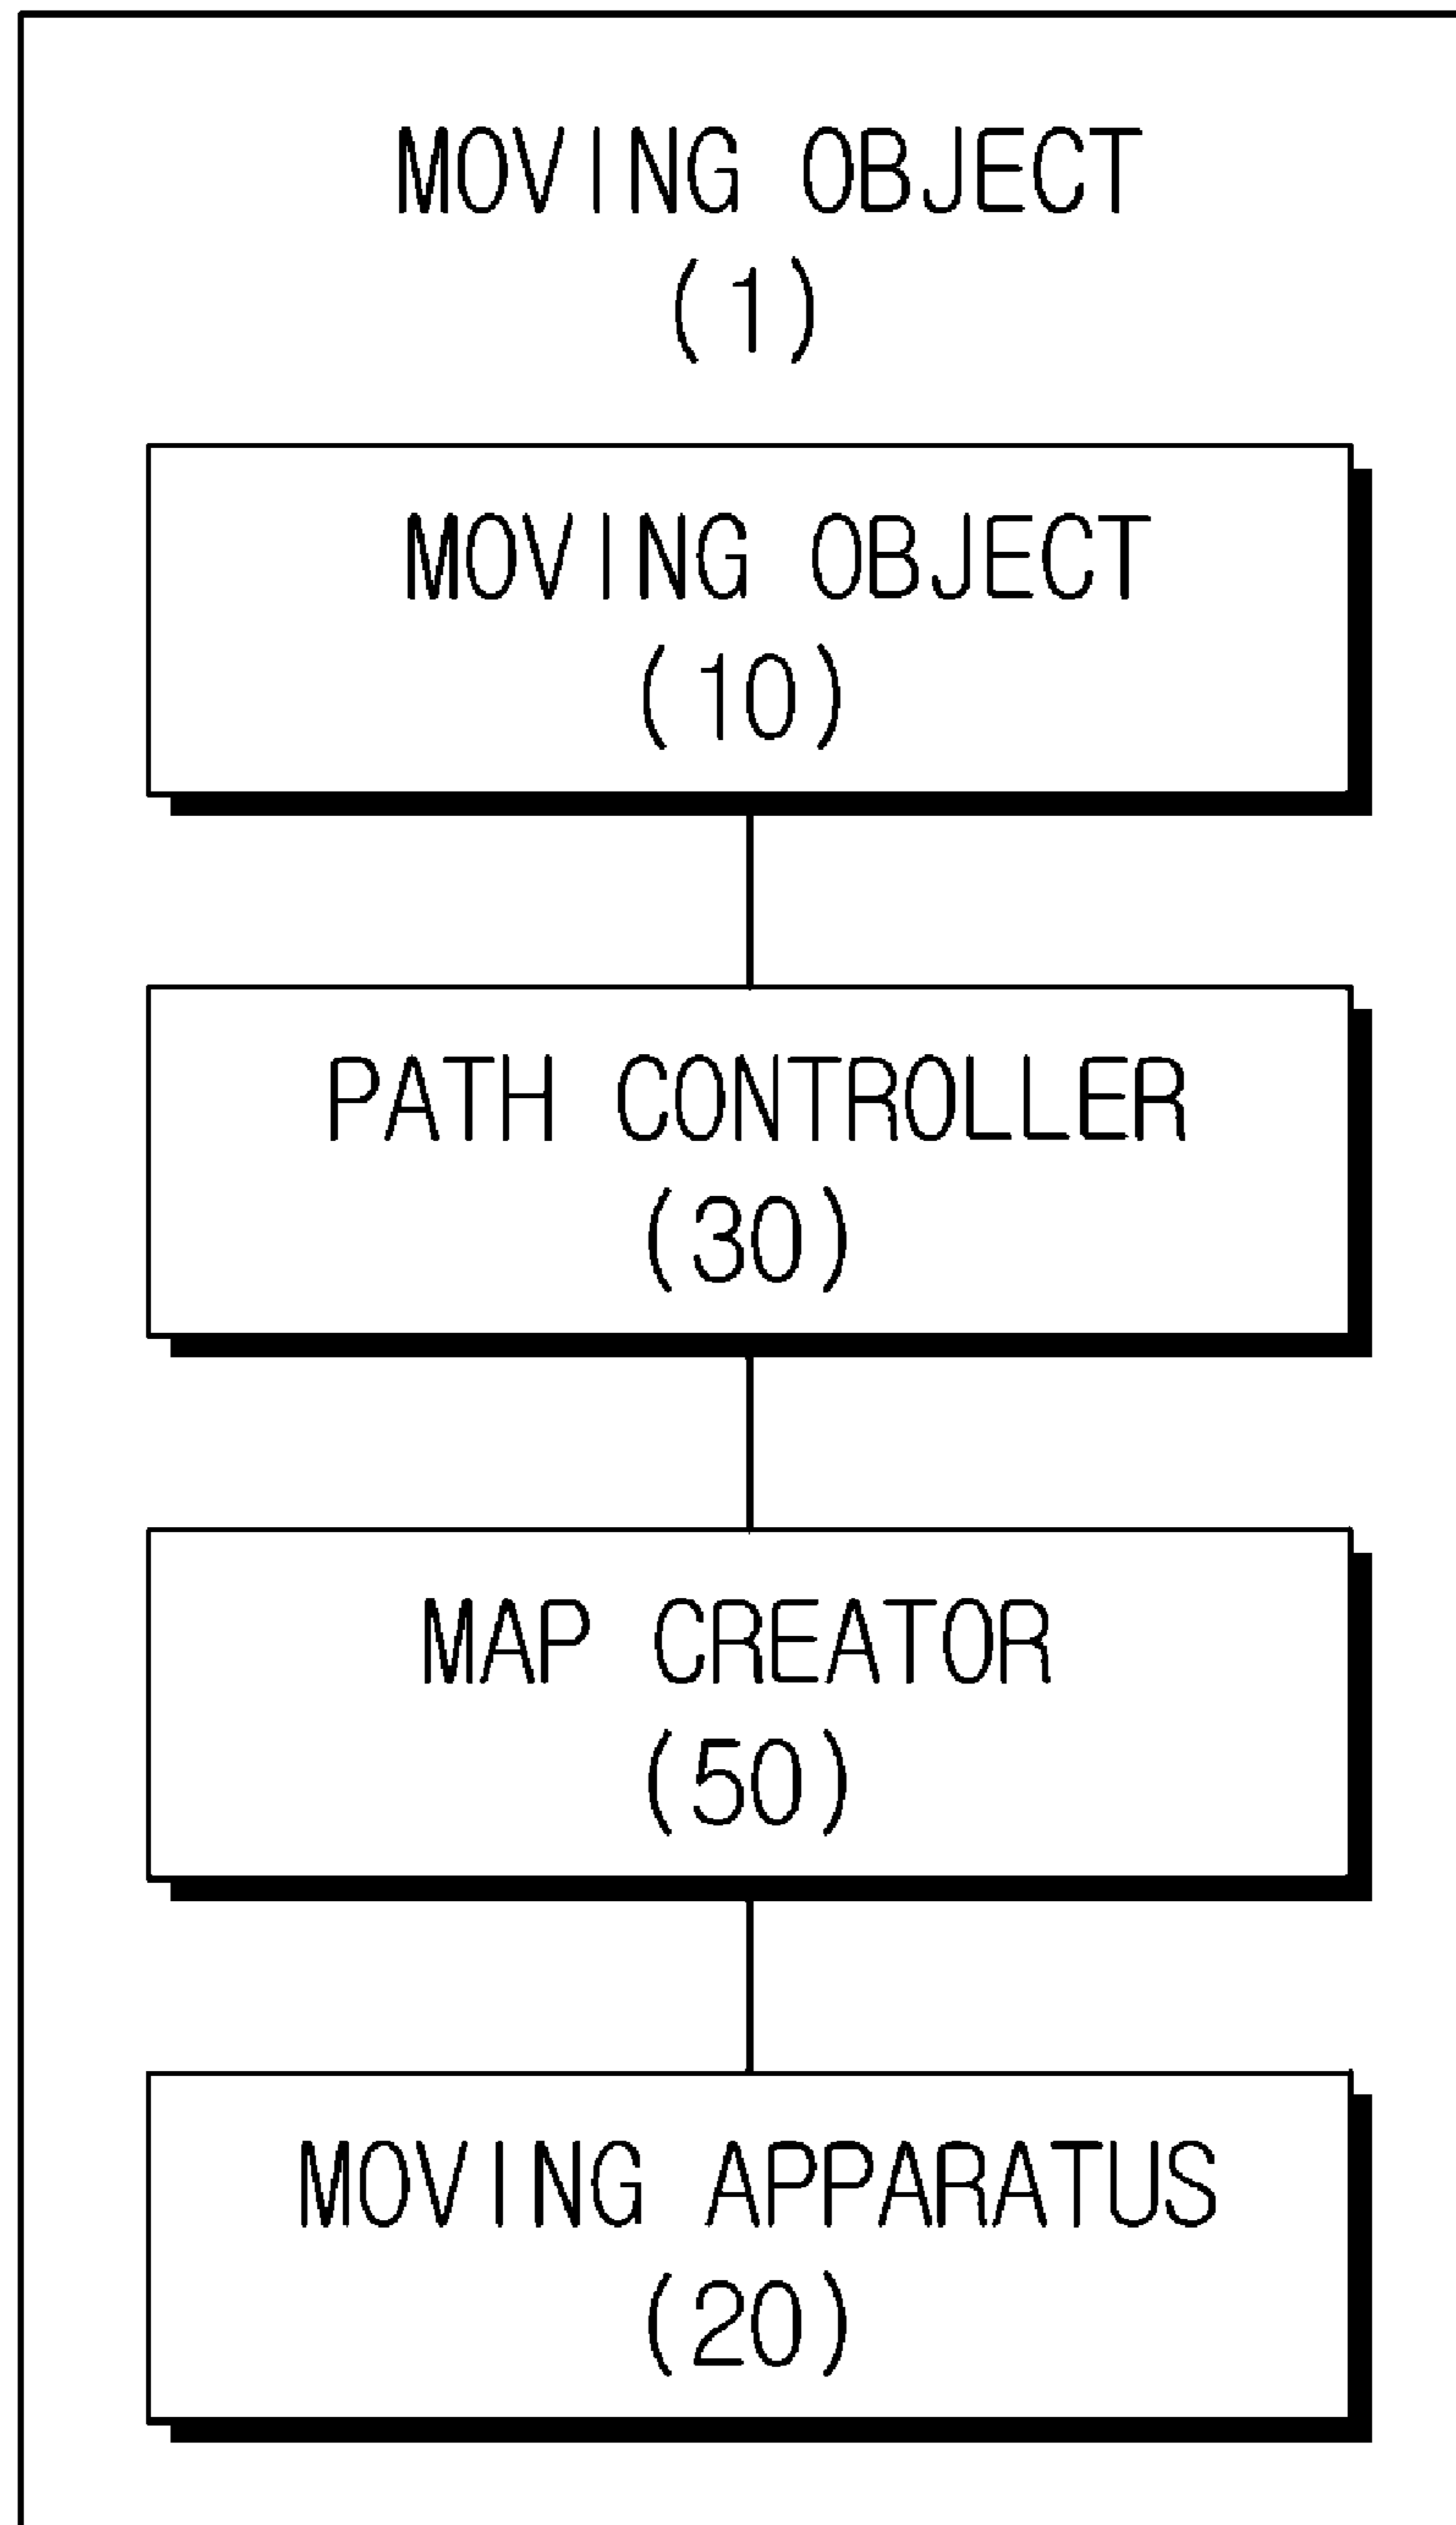 MOVING OBJECT
(1)
MOVING OBJECT
(10)
PATH CONTROLLER
(30)
MAP CREATOR
(50)
MOVING APPARATUS
(20)